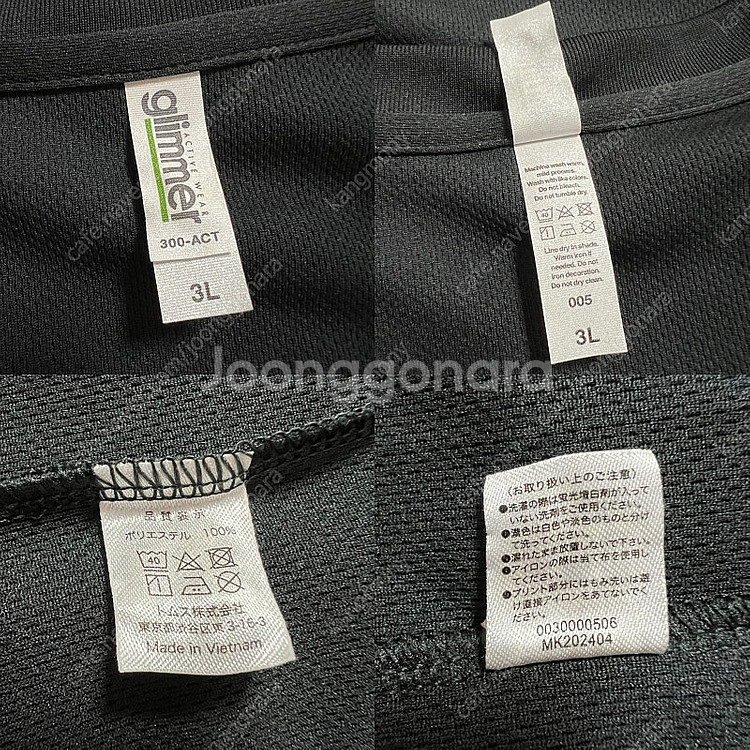 glimmer
ACTIVE WEAR
300-ACT
3L
Machine wash warm,
mild process.
Wash with like colors.
Do not bleach.
Do not tumble dry.
40
Line dry in shade.
Warm iron if
needed. Do not
iron decoration.
Do not dry clean.
005
3L
Joonggonara
品質表示
ポリエステル 100%
40
トムス株式会社
東京都渋谷区東3-16-3
Made in Vietnam
〈お取り扱い上のご注意〉
●洗濯の際は蛍光増白剤が入って
いない洗剤をご使用ください。
●濃色は白色や淡色のものと分け
て洗ってください。
●濡れたまま放置しないで下さい。
●アイロンの際は当て布を使用し
てください。
●プリント部分にはもみ洗いは避
け直接アイロンをあてないでくだ
さい。
0030000506
MK202404